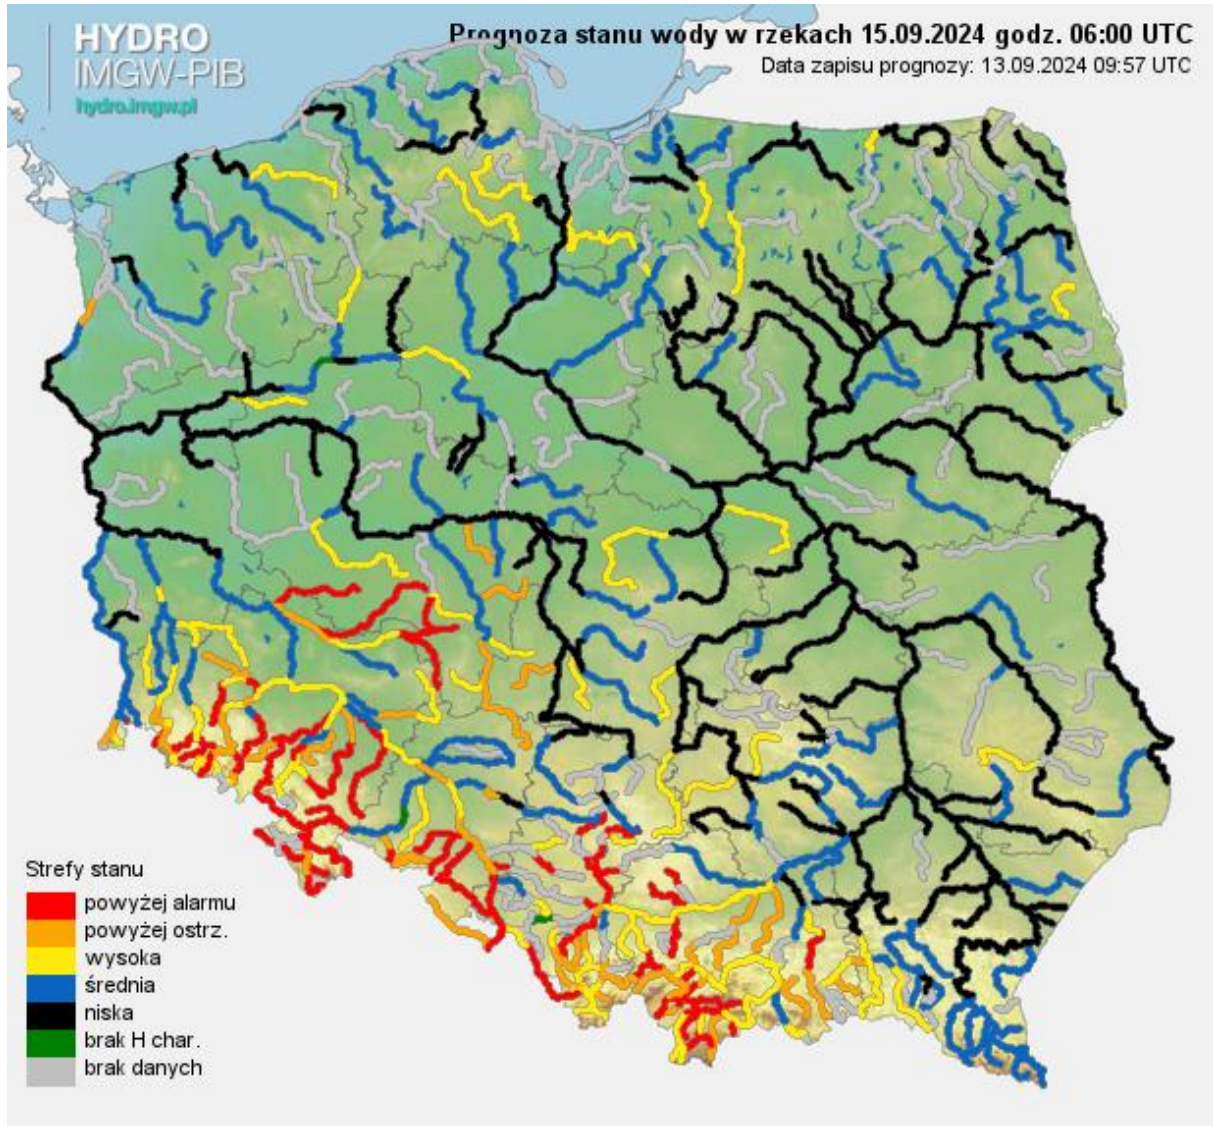 HYDRO
IMGW-PIB
hydro.imgw.pl
Prognoza stanu wody w rzekach 15.09.2024 godz. 06:00 UTC
Data zapisu prognozy: 13.09.2024 09:57 UTC
Strefy stanu
powyżej alarmu
powyżej ostrz.
wysoka
średnia
niska
brak H char.
brak danych